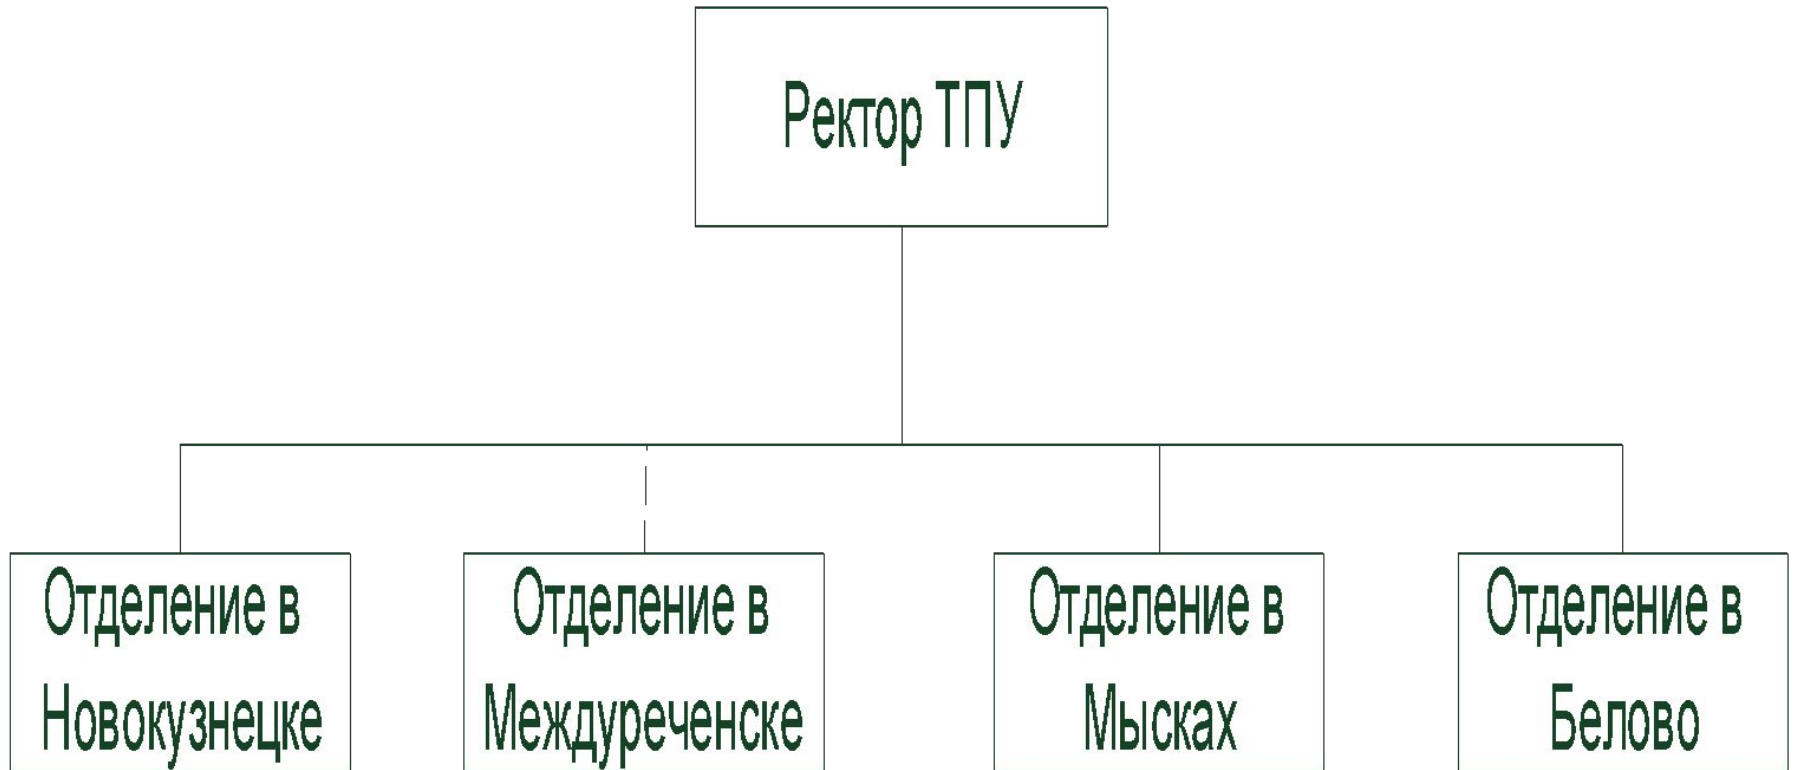 Ректор ТПУ
Отделение в
Новокузнецке
Отделение в
Междуреченске
Отделение в
Мысках
Отделение в
Белово